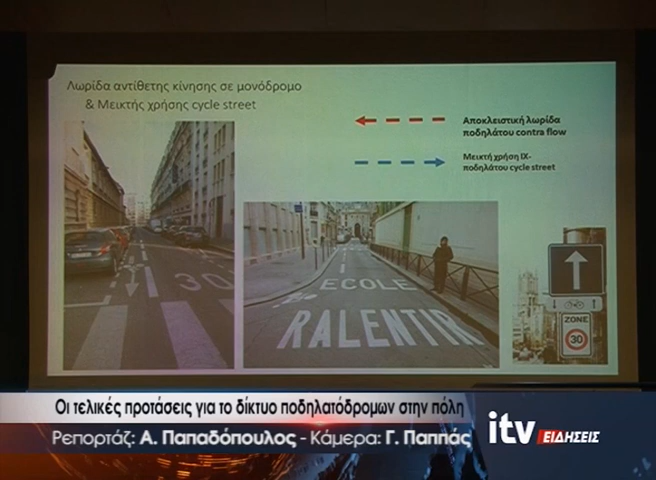 Λωρίδα αντίθετης κίνησης σε μονόδρομο
& Μεικτής χρήσης cycle street
Αποκλειστική λωρίδα
ποδηλάτου contra flow
Μεικτή χρήση ΙΧ-
ποδηλάτου cycle street
30
ECOLE
RALENTIR
ZONE
30
Οι τελικές προτάσεις για το δίκτυο ποδηλατόδρομων στην πόλη
Ρεπορτάζ: Α. Παπαδόπουλος - Κάμερα: Γ. Παππάς
itv ΕΙΔΗΣΕΙΣ